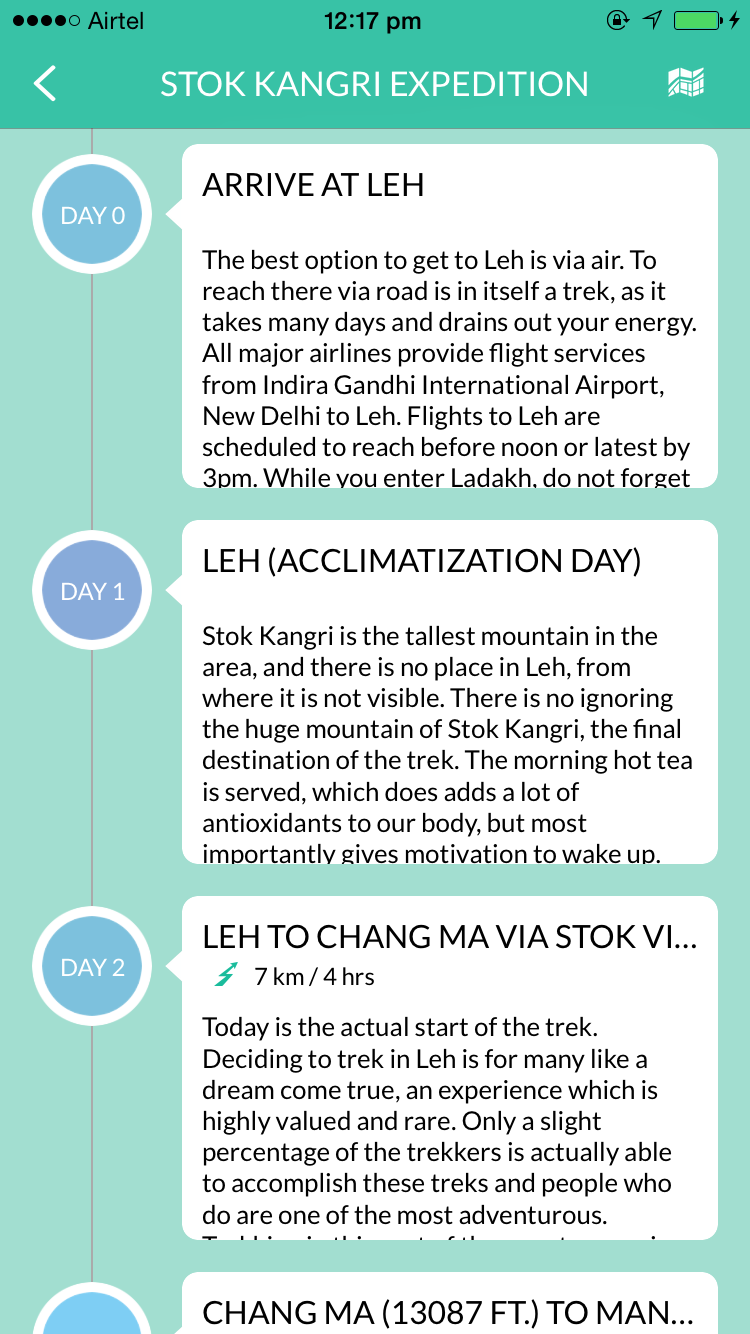 Airtel
12:17 pm
STOK KANGRI EXPEDITION
DAY 0
ARRIVE AT LEH
The best option to get to Leh is via air. To
reach there via road is in itself a trek, as it
takes many days and drains out your energy.
All major airlines provide flight services
from Indira Gandhi International Airport,
New Delhi to Leh. Flights to Leh are
scheduled to reach before noon or latest by
3pm. While you enter Ladakh, do not forget
DAY 1
LEH (ACCLIMATIZATION DAY)
Stok Kangri is the tallest mountain in the
area, and there is no place in Leh, from
where it is not visible. There is no ignoring
the huge mountain of Stok Kangri, the final
destination of the trek. The morning hot tea
is served, which does adds a lot of
antioxidants to our body, but most
importantly gives motivation to wake up.
DAY 2
LEH TO CHANG MA VIA STOK VI...
7 km / 4 hrs
Today is the actual start of the trek.
Deciding to trek in Leh is for many like a
dream come true, an experience which is
highly valued and rare. Only a slight
percentage of the trekkers is actually able
to accomplish these treks and people who
do are one of the most adventurous.
CHANG MA (13087 FT.) TO MAN...